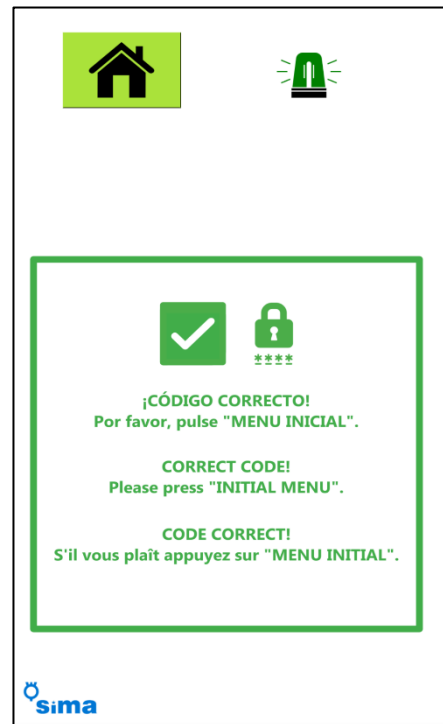 ****
¡CÓDIGO CORRECTO!
Por favor, pulse "MENU INICIAL".
CORRECT CODE!
Please press "INITIAL MENU".
CODE CORRECT!
S'il vous plaît appuyez sur "MENU INITIAL".
sima